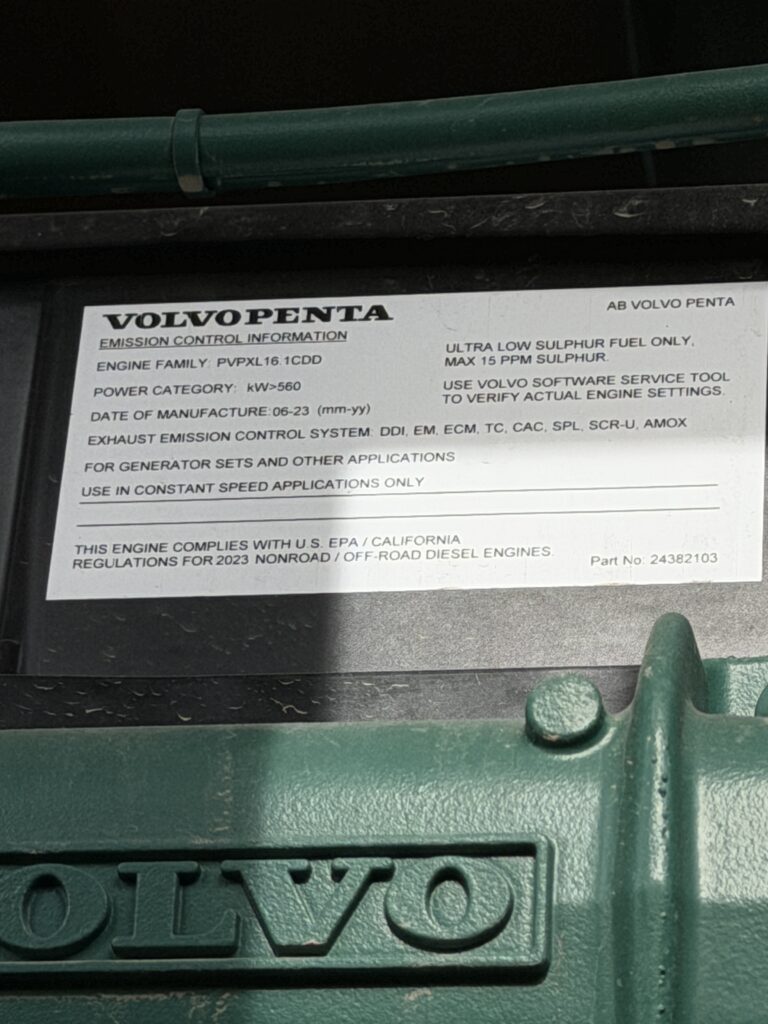 VOLVO PENTA
AB VOLVO PENTA
EMISSION CONTROL INFORMATION
ENGINE FAMILY: PVPXL16.1CDD
POWER CATEGORY: kW>560
DATE OF MANUFACTURE:06-23 (mm-yy)
ULTRA LOW SULPHUR FUEL ONLY,
MAX 15 PPM SULPHUR.
USE VOLVO SOFTWARE SERVICE TOOL
TO VERIFY ACTUAL ENGINE SETTINGS.
EXHAUST EMISSION CONTROL SYSTEM: DDI, EM, ECM, TC, CAC, SPL, SCR-U, AMOX
FOR GENERATOR SETS AND OTHER APPLICATIONS
USE IN CONSTANT SPEED APPLICATIONS ONLY
THIS ENGINE COMPLIES WITH U.S. EPA / CALIFORNIA
REGULATIONS FOR 2023 NONROAD / OFF-ROAD DIESEL ENGINES.
Part No: 24382103
OLVO